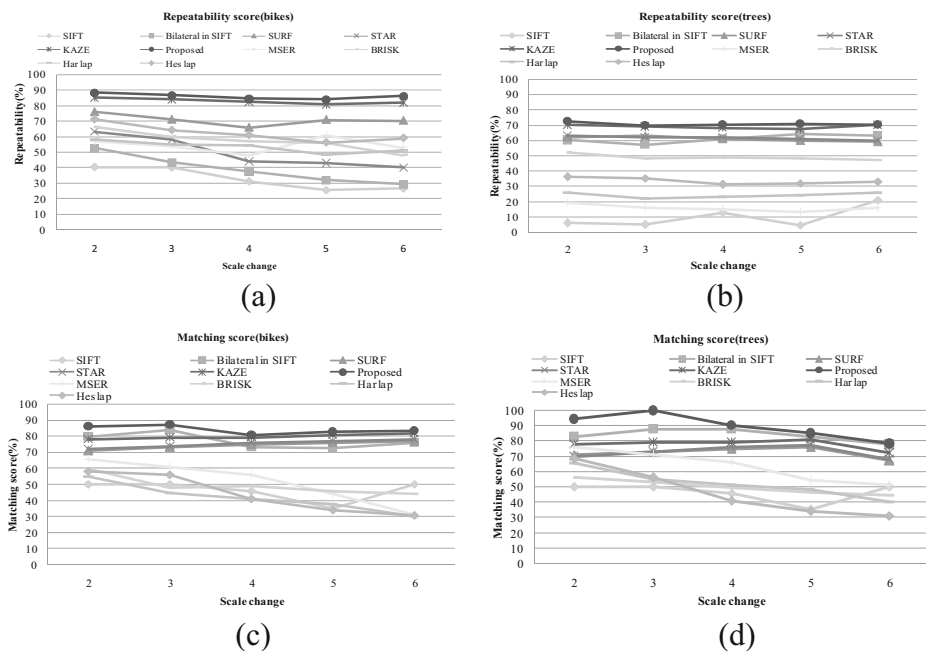 Repeatability score(bikes)
SIFT Bilateral in SIFT SURF STAR
KAZE Proposed MSER BRISK
Har lap Hes lap
100
90
80
70
60
50
40
30
20
10
0
Repeatability(%)
2 3 4 5 6
Scale change
(a)
Repeatability score(trees)
SIFT Bilateral in SIFT SURF STAR
KAZE Proposed MSER BRISK
Har lap Hes lap
100
90
80
70
60
50
40
30
20
10
0
Repeatability(%)
2 3 4 5 6
Scale change
(b)
Matching score(bikes)
SIFT Bilateral in SIFT SURF
STAR KAZE Proposed
MSER BRISK Har lap
Hes lap
100
90
80
70
60
50
40
30
20
10
0
Matching score(%)
2 3 4 5 6
Scale change
(c)
Matching score(trees)
SIFT Bilateral in SIFT SURF
STAR KAZE Proposed
MSER BRISK Har lap
Hes lap
100
90
80
70
60
50
40
30
20
10
0
Matching score(%)
2 3 4 5 6
Scale change
(d)